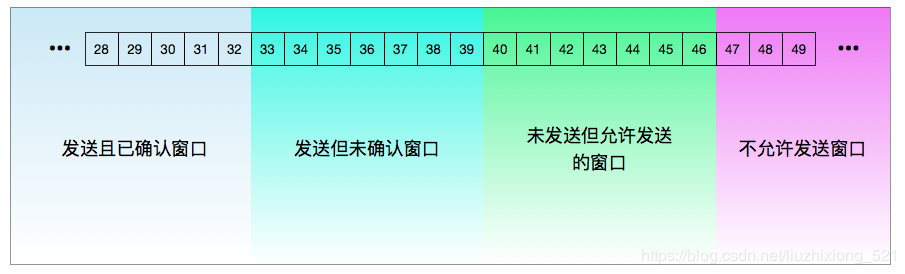 ••• 28 29 30 31 32 33 34 35 36 37 38 39 40 41 42 43 44 45 46 47 48 49 •••
发送且已确认窗口
发送但未确认窗口
未发送但允许发送
的窗口
不允许发送窗口
https://blog.csdn.net/liuzhixiong_521